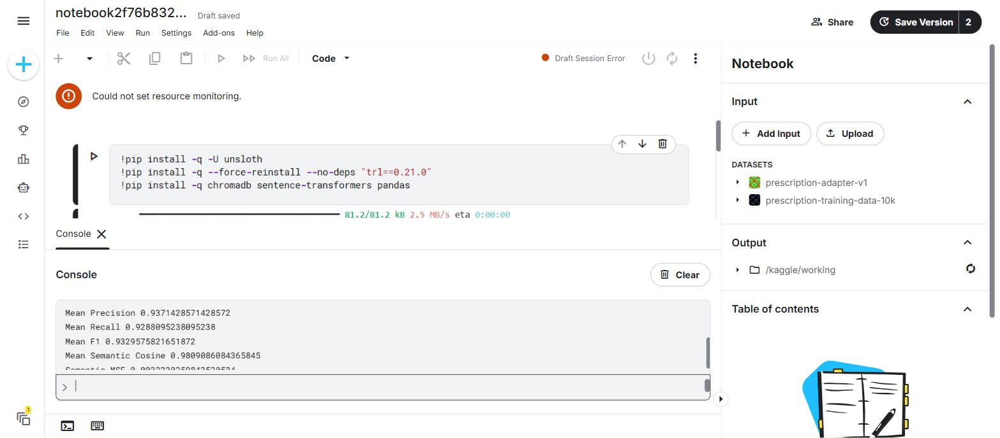 notebook2f76b832...
Draft saved
File Edit View Run Settings Add-ons Help
Share
Save Version 2
Run All
Code
Draft Session Error
Could not set resource monitoring.
!pip install -q -U unsloth
!pip install -q --force-reinstall --no-deps "trl==0.21.0"
!pip install -q chromadb sentence-transformers pandas
81.2/81.2 kB 2.5 MB/s eta 0:00:00
Console
Console
Clear
Mean Precision 0.9371428571428572
Mean Recall 0.9288095238095238
Mean F1 0.9329575821651872
Mean Semantic Cosine 0.9809086084365845
Semantic MSE
>
1
Notebook
Input
Add Input
Upload
DATASETS
prescription-adapter-v1
prescription-training-data-10k
Output
/kaggle/working
Table of contents